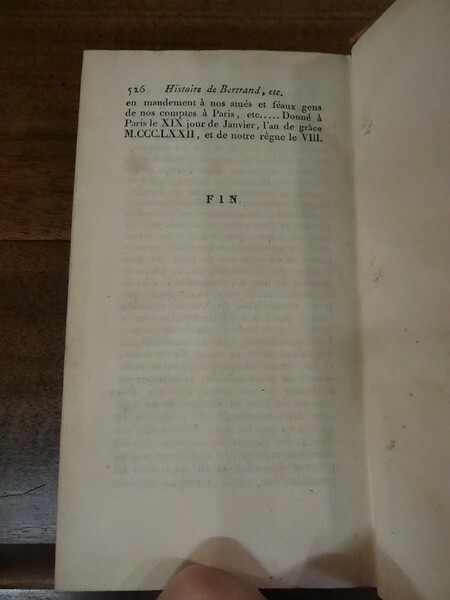 526 Histoire de Bertrand, etc.
en mandement à nos amés et féaux gens
de nos comptes à Paris, etc..... Donné à
Paris le XIX jour de Janvier, l'an de grâce
M.CCC.LXXII, et de notre règne le VIII.
FIN.